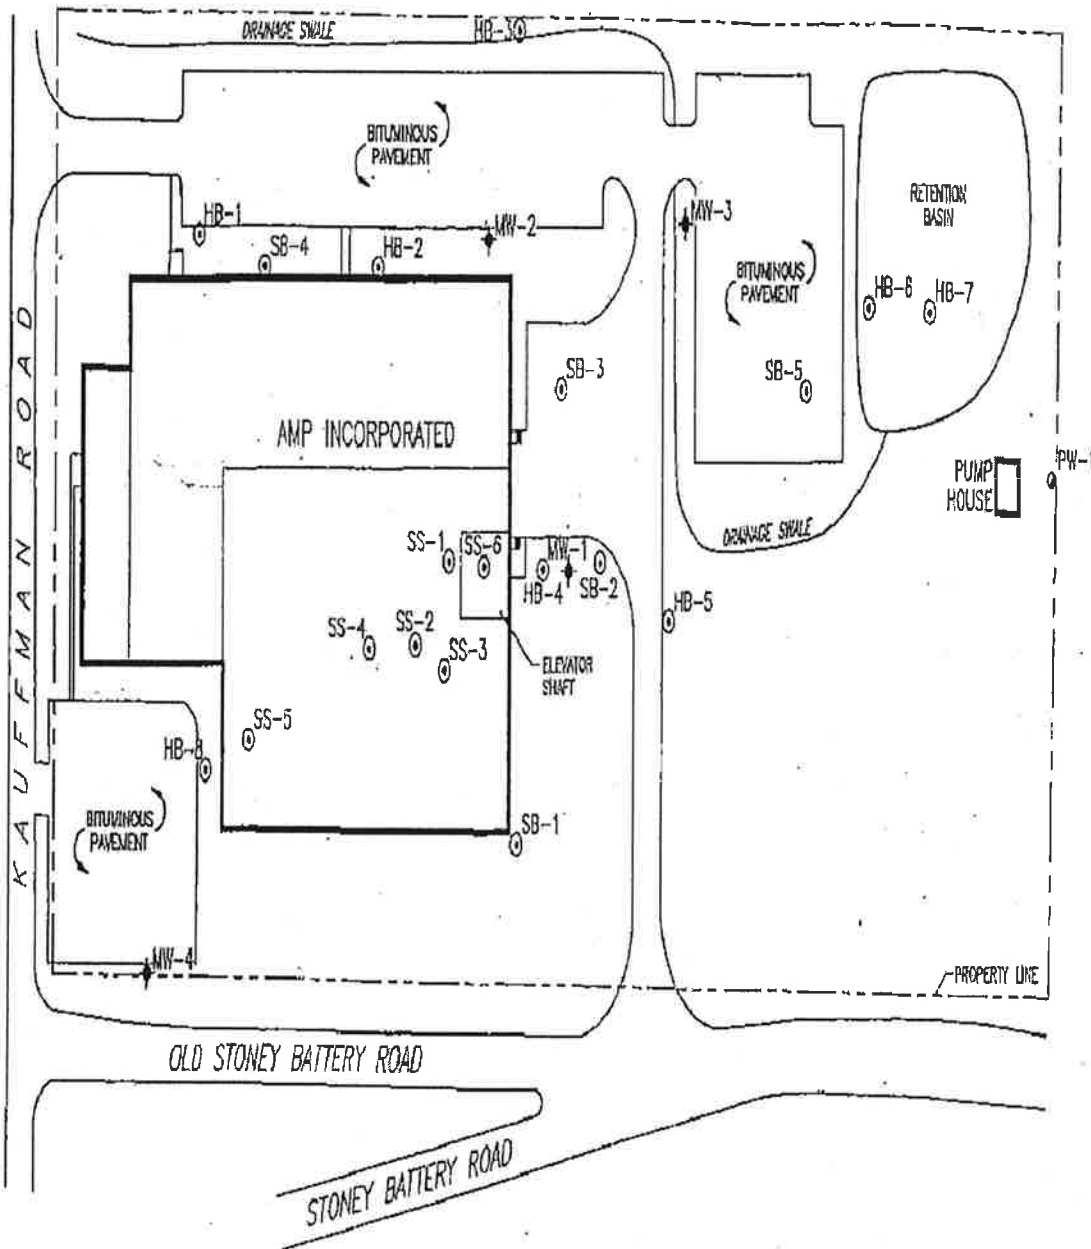 DRAINAGE SWALE
HB-3
BITUMINOUS
PAVEMENT
RETENTION
BASIN
HB-1
SB-4
HB-2
MW-2
MW-3
BITUMINOUS
PAVEMENT
HB-6
HB-7
SB-3
SB-5
KAUFFMAN ROAD
AMP INCORPORATED
PUMP
HOUSE
PW-1
DRAINAGE SWALE
SS-1
SS-6
MW-1
HB-4
SB-2
HB-5
SS-4
SS-2
SS-3
ELEVATOR
SHAFT
SS-5
HB-8
BITUMINOUS
PAVEMENT
SB-1
MW-4
PROPERTY LINE
OLD STONEY BATTERY ROAD
STONEY BATTERY ROAD